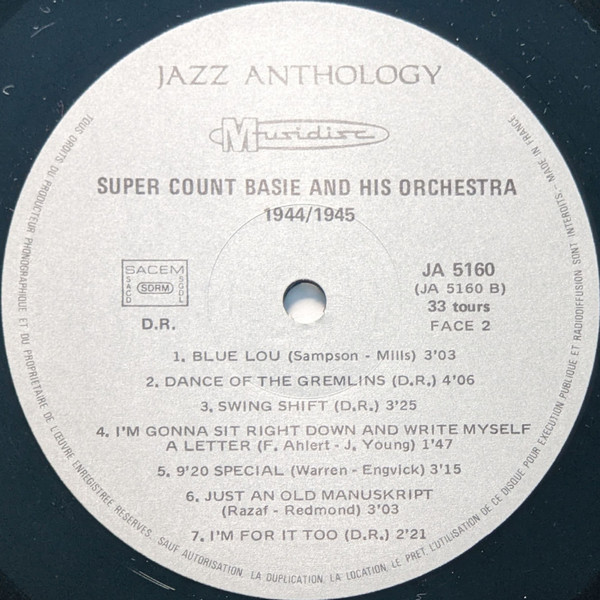 JAZZ ANTHOLOGY
Musidisc
SUPER COUNT BASIE AND HIS ORCHESTRA
1944/1945
SACEM
SACD SDRM SGDL
D.R.
JA 5160
(JA 5160 B)
33 tours
FACE 2
1. BLUE LOU (Sampson - Mills) 3'03
2. DANCE OF THE GREMLINS (D.R.) 4'06
3. SWING SHIFT (D.R.) 3'25
4. I'M GONNA SIT RIGHT DOWN AND WRITE MYSELF
A LETTER (F. Ahlert - J. Young) 1'47
5. 9'20 SPECIAL (Warren - Engvick) 3'15
6. JUST AN OLD MANUSKRIPT
(Razaf - Redmond) 3'03
7. I'M FOR IT TOO (D.R.) 2'21
TOUS DROITS DU PRODUCTEUR PHONOGRAPHIQUE ET DU PROPRIETAIRE DE L'ŒUVRE ENREGISTREE RESERVES. SAUF AUTORISATION, LA DUPLICATION, LA LOCATION, LE PRET, L'UTILISATION DE CE DISQUE POUR EXECUTION PUBLIQUE ET RADIODIFFUSION SONT INTERDITS. - MADE IN FRANCE